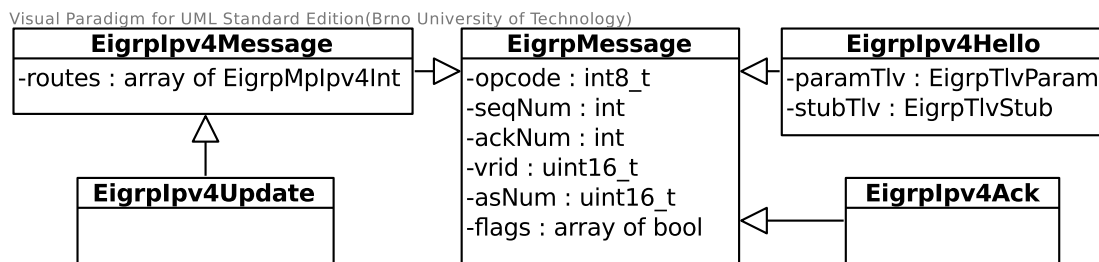 Visual Paradigm for UML Standard Edition(Brno University of Technology)
EigrpIpv4Message
-routes : array of EigrpMpIpv4Int
EigrpMessage
-opcode : int8_t
-seqNum : int
-ackNum : int
-vrid : uint16_t
-asNum : uint16_t
-flags : array of bool
EigrpIpv4Hello
-paramTlv : EigrpTlvParam
-stubTlv : EigrpTlvStub
EigrpIpv4Update
EigrpIpv4Ack